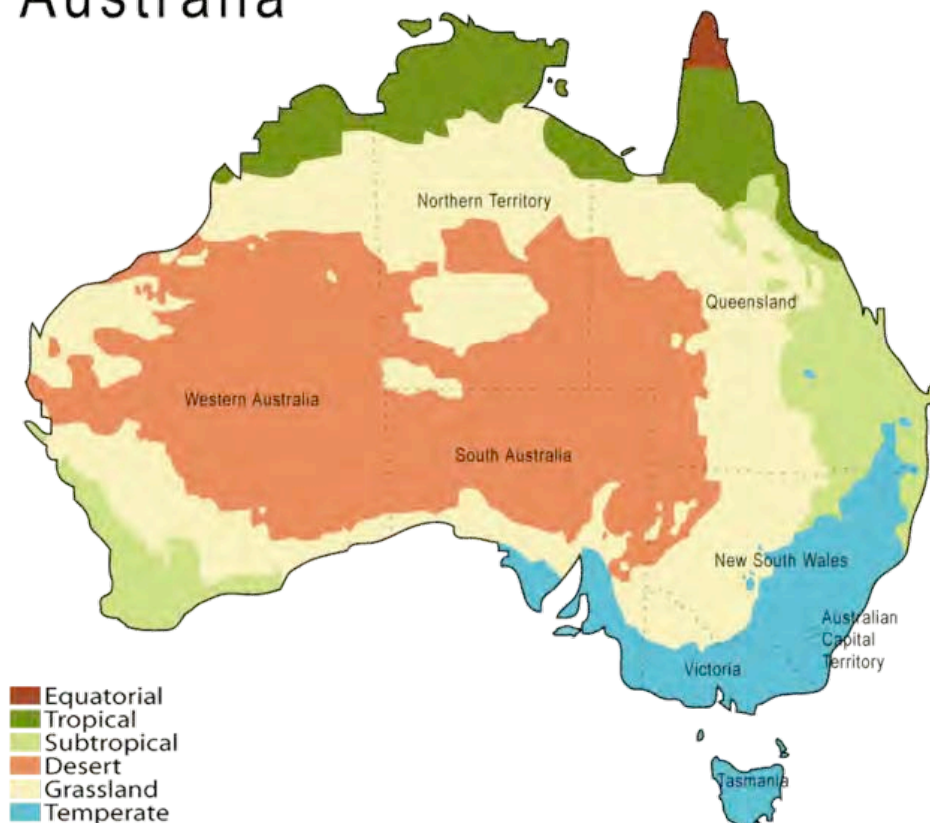 Australia
Northern Territory
Queensland
Western Australia
South Australia
New South Wales
Australian
Capital
Territory
Victoria
Tasmania
Equatorial
Tropical
Subtropical
Desert
Grassland
Temperate